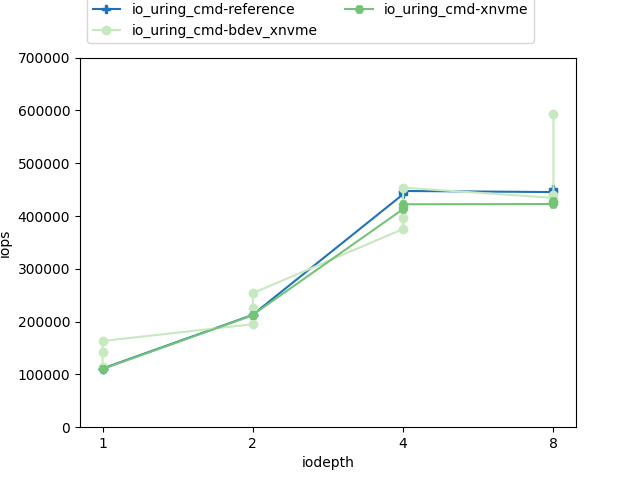 io_uring_cmd-reference
io_uring_cmd-bdev_xnvme
io_uring_cmd-xnvme
700000
600000
500000
400000
300000
200000
100000
0
iops
1 2 4 8
iodepth